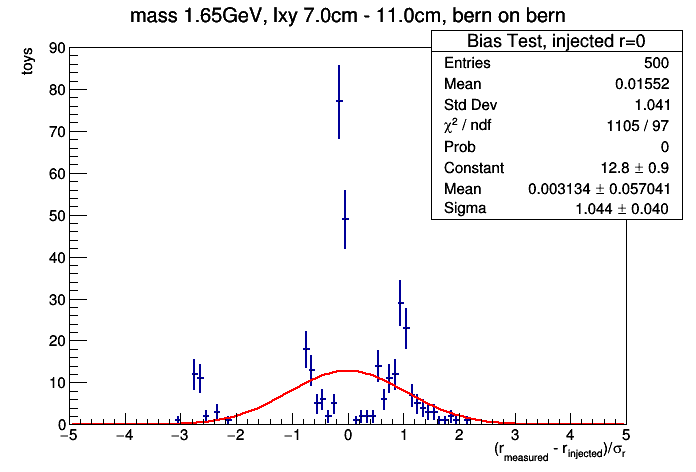 mass 1.65GeV, lxy 7.0cm - 11.0cm, bern on bern
Bias Test, injected r=0
Entries 500
Mean 0.01552
Std Dev 1.041
χ² / ndf 1105 / 97
Prob 0
Constant 12.8 ± 0.9
Mean 0.003134 ± 0.057041
Sigma 1.044 ± 0.040
toys
90
80
70
60
50
40
30
20
10
0
−5 −4 −3 −2 −1 0 1 2 3 4 5
(r_measured - r_injected)/σ_r